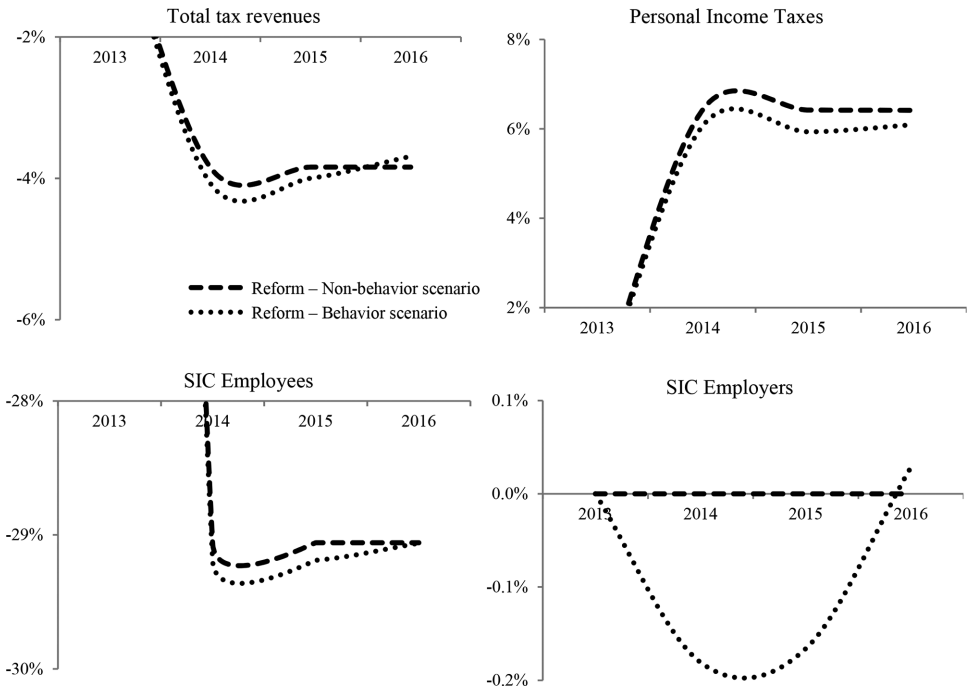 Total tax revenues
-2%
2013 2014 2015 2016
-4%
Reform – Non-behavior scenario
Reform – Behavior scenario
-6%
Personal Income Taxes
8%
6%
4%
2%
2013 2014 2015 2016
SIC Employees
-28%
2013 2014 2015 2016
-29%
-30%
SIC Employers
0.1%
0.0%
2013 2014 2015 2016
-0.1%
-0.2%